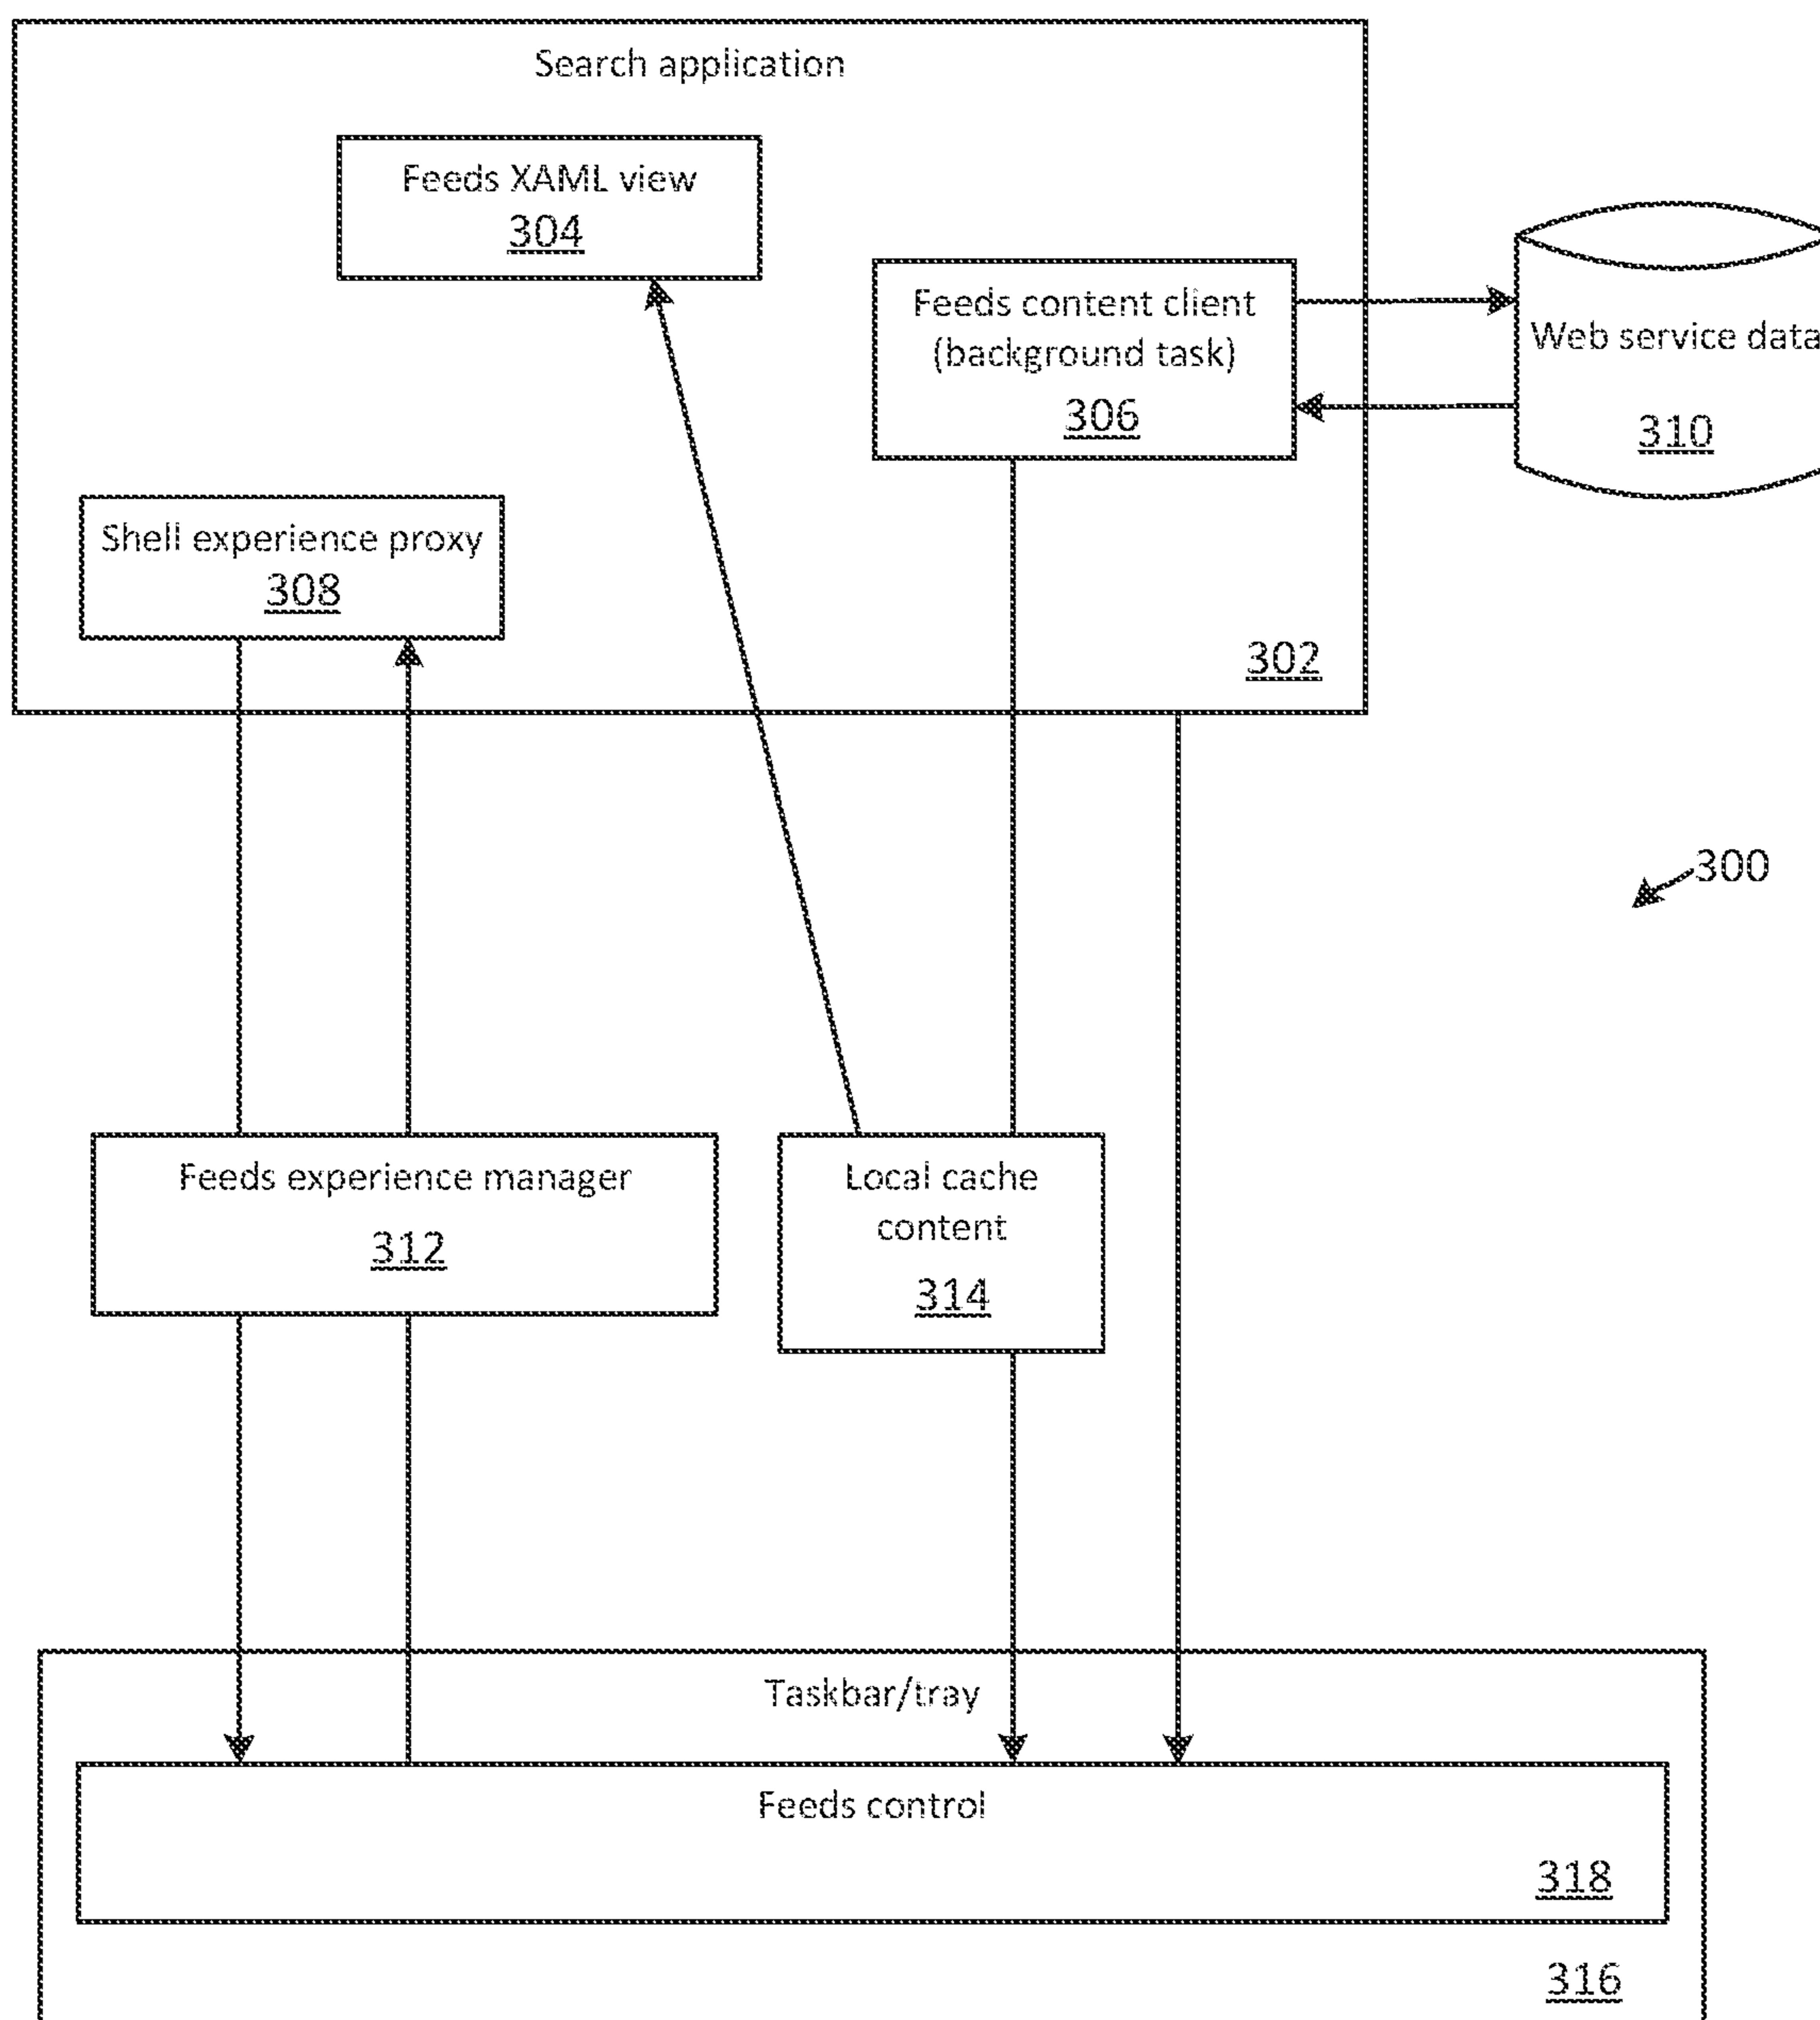 Search application
Feeds XAML view
304
Feeds content client
(background task)
306
Web service data
310
Shell experience proxy
308
302
300
Feeds experience manager
312
Local cache
content
314
Taskbar/tray
Feeds control
318
316